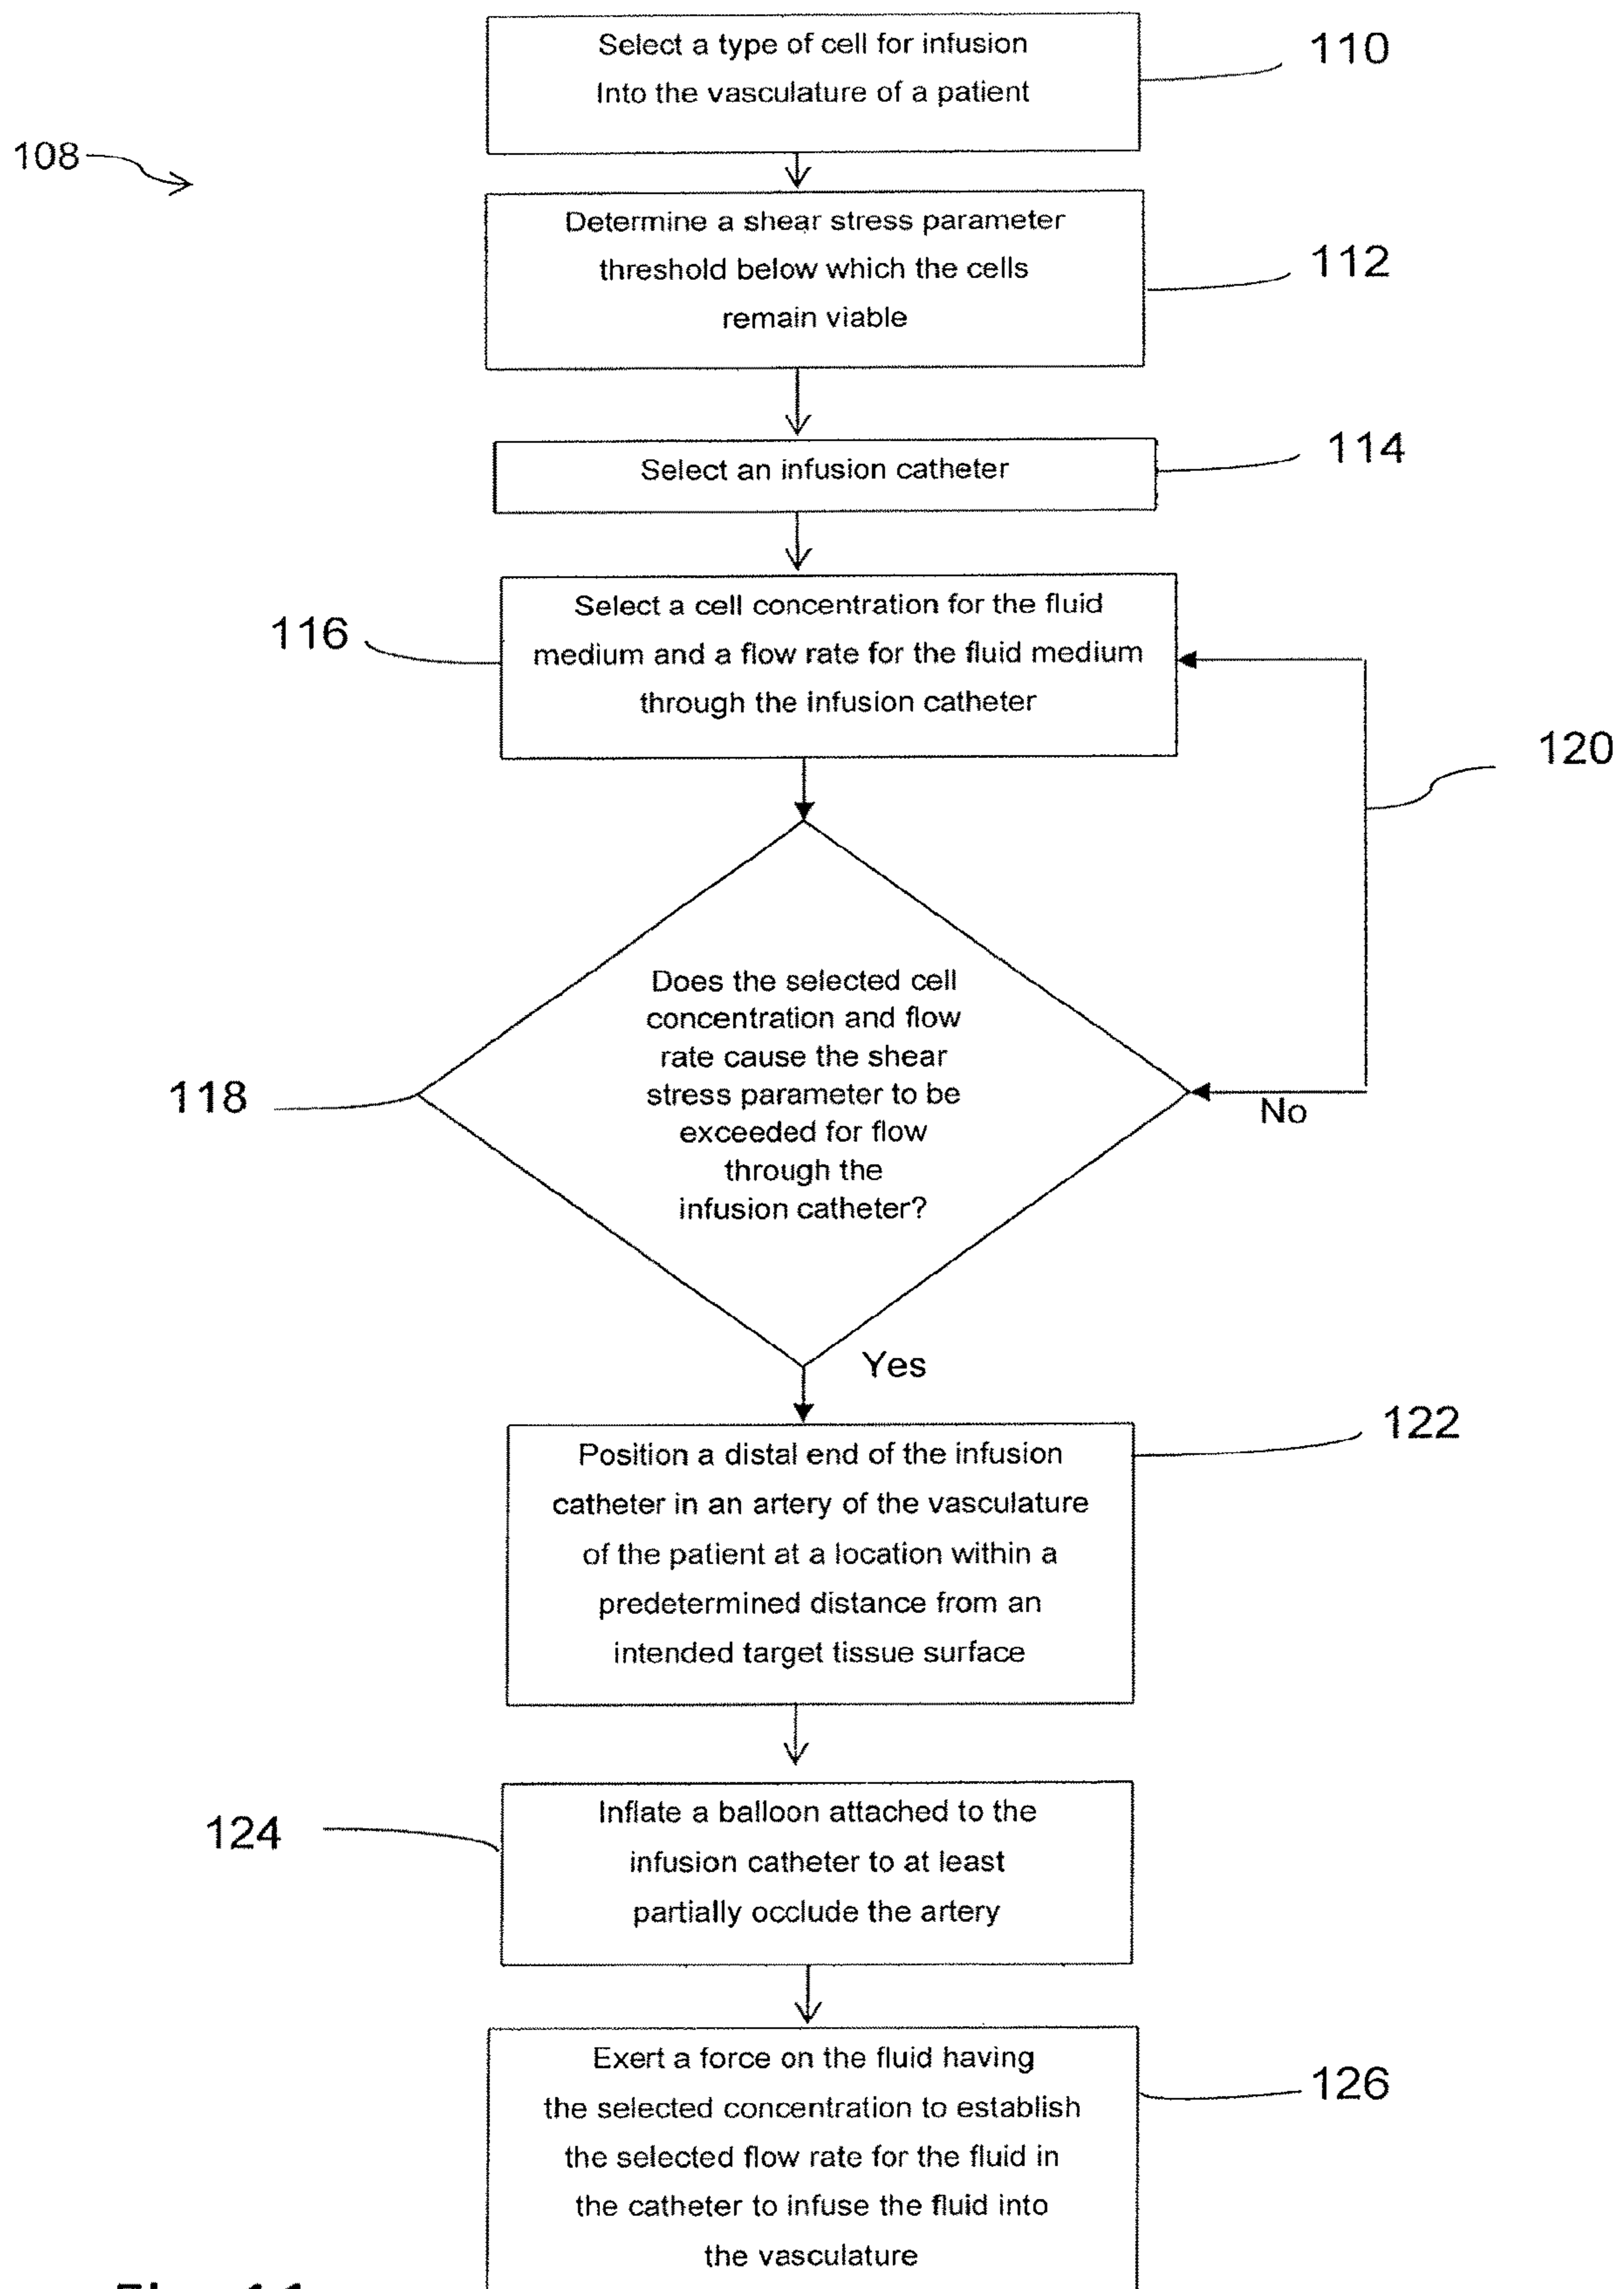 Select a type of cell for infusion
Into the vasculature of a patient
110
108
Determine a shear stress parameter
threshold below which the cells
remain viable
112
Select an infusion catheter
114
Select a cell concentration for the fluid
medium and a flow rate for the fluid medium
through the infusion catheter
116
120
Does the selected cell
concentration and flow
rate cause the shear
stress parameter to be
exceeded for flow
through the
infusion catheter?
118
No
Yes
Position a distal end of the infusion
catheter in an artery of the vasculature
of the patient at a location within a
predetermined distance from an
intended target tissue surface
122
Inflate a balloon attached to the
infusion catheter to at least
partially occlude the artery
124
Exert a force on the fluid having
the selected concentration to establish
the selected flow rate for the fluid in
the catheter to infuse the fluid into
the vasculature
126